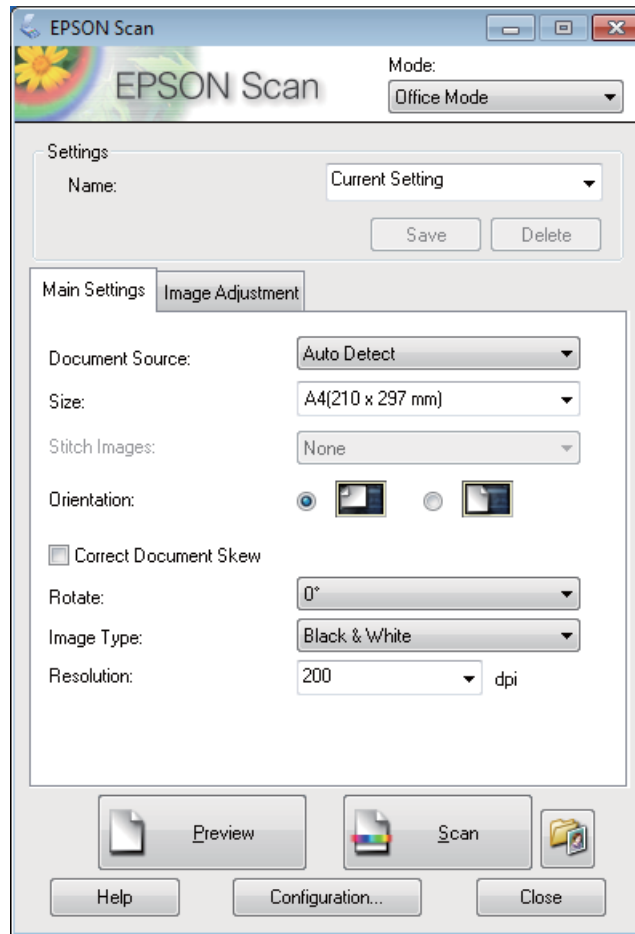 EPSON Scan
EPSON Scan
Mode:
Office Mode
Settings
Name:
Current Setting
Save
Delete
Main Settings
Image Adjustment
Document Source:
Auto Detect
Size:
A4(210 x 297 mm)
Stitch Images:
None
Orientation:
Correct Document Skew
Rotate:
0°
Image Type:
Black & White
Resolution:
200
dpi
Preview
Scan
Help
Configuration...
Close